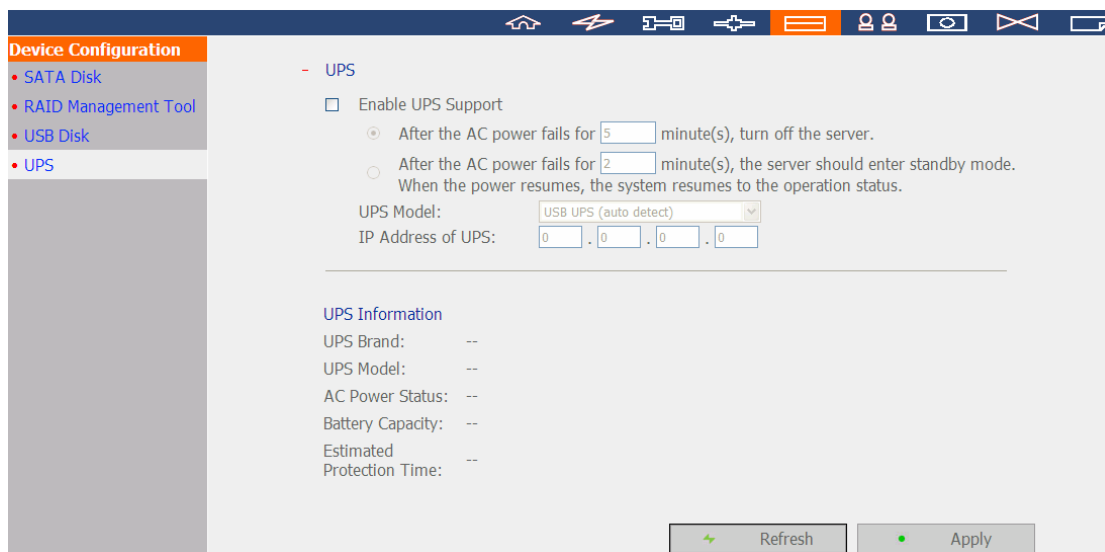 Device Configuration
• SATA Disk
• RAID Management Tool
• USB Disk
• UPS
- UPS
Enable UPS Support
After the AC power fails for 5 minute(s), turn off the server.
After the AC power fails for 2 minute(s), the server should enter standby mode.
When the power resumes, the system resumes to the operation status.
UPS Model: USB UPS (auto detect)
IP Address of UPS: 0 . 0 . 0 . 0
UPS Information
UPS Brand: --
UPS Model: --
AC Power Status: --
Battery Capacity: --
Estimated
Protection Time: --
Refresh
Apply